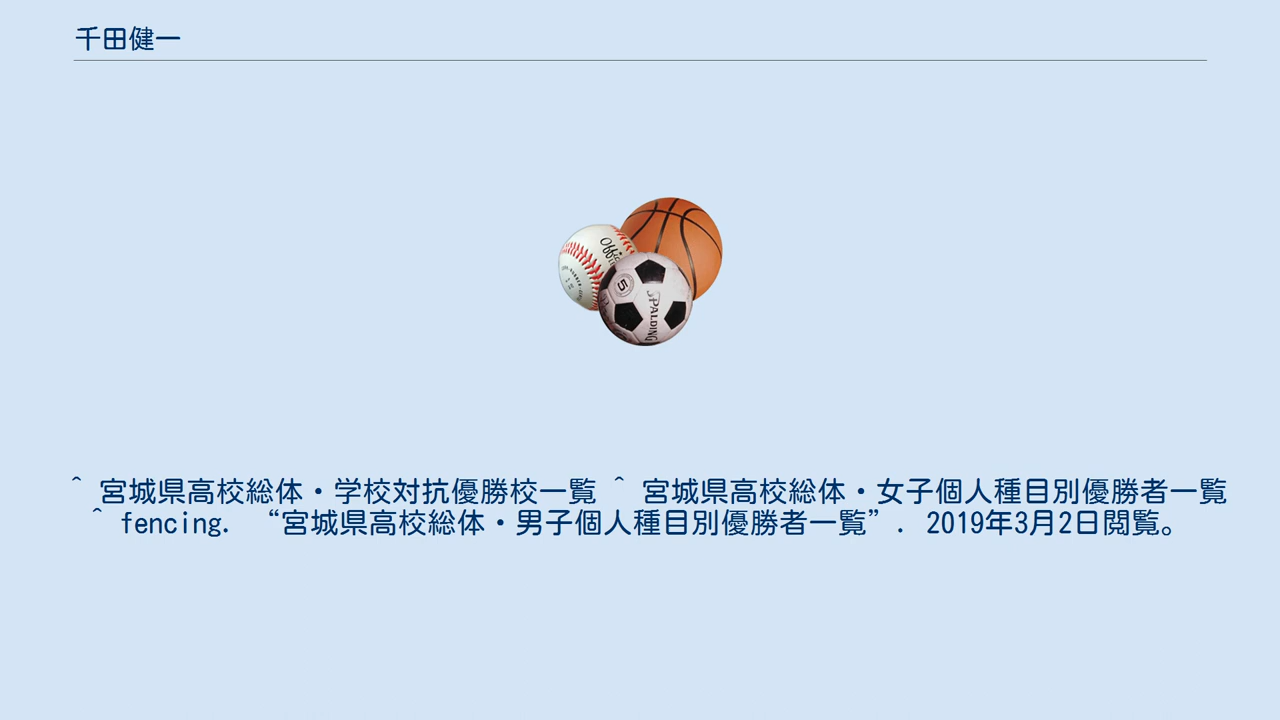 千田健一
Offic
5
SPALDING
^ 宮城県高校総体・学校対抗優勝校一覧 ^ 宮城県高校総体・女子個人種目別優勝者一覧
^ fencing. “宮城県高校総体・男子個人種目別優勝者一覧”. 2019年3月2日閲覧。